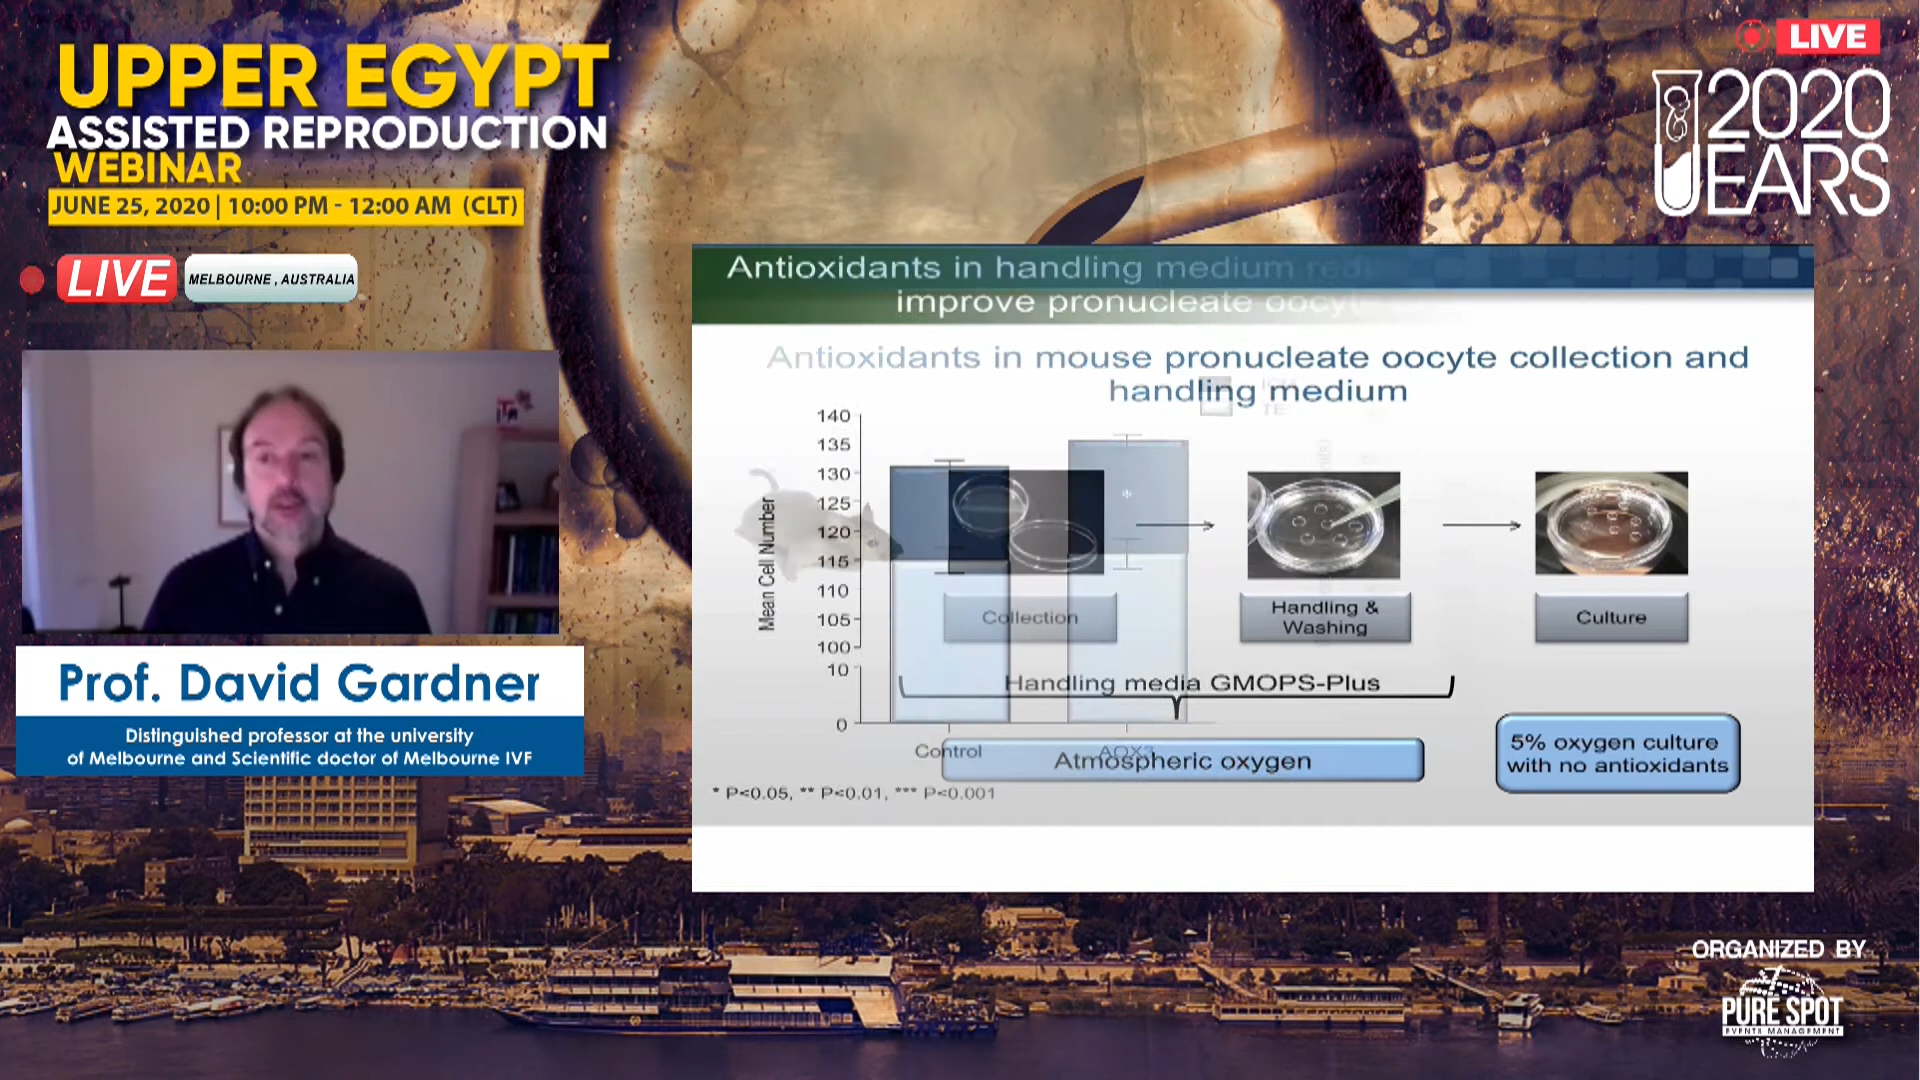 UPPER EGYPT
ASSISTED REPRODUCTION
WEBINAR
JUNE 25, 2020 | 10:00 PM - 12:00 AM (CLT)
LIVE
MELBOURNE , AUSTRALIA
LIVE
2020
YEARS
Prof. David Gardner
Distinguished professor at the university
of Melbourne and Scientific doctor of Melbourne IVF
Antioxidants in handling medium
improve pronucleate
Antioxidants in mouse pronucleate oocyte collection and
handling medium
Mean Cell Number
140
135
130
125
120
115
110
105
100
10
0
Collection
Handling &
Washing
Culture
Handling media GMOPS-Plus
Control
Atmospheric oxygen
5% oxygen culture
with no antioxidants
* P<0.05, ** P<0.01, *** P<0.001
ORGANIZED BY
PURE SPOT
EVENTS MANAGEMENT